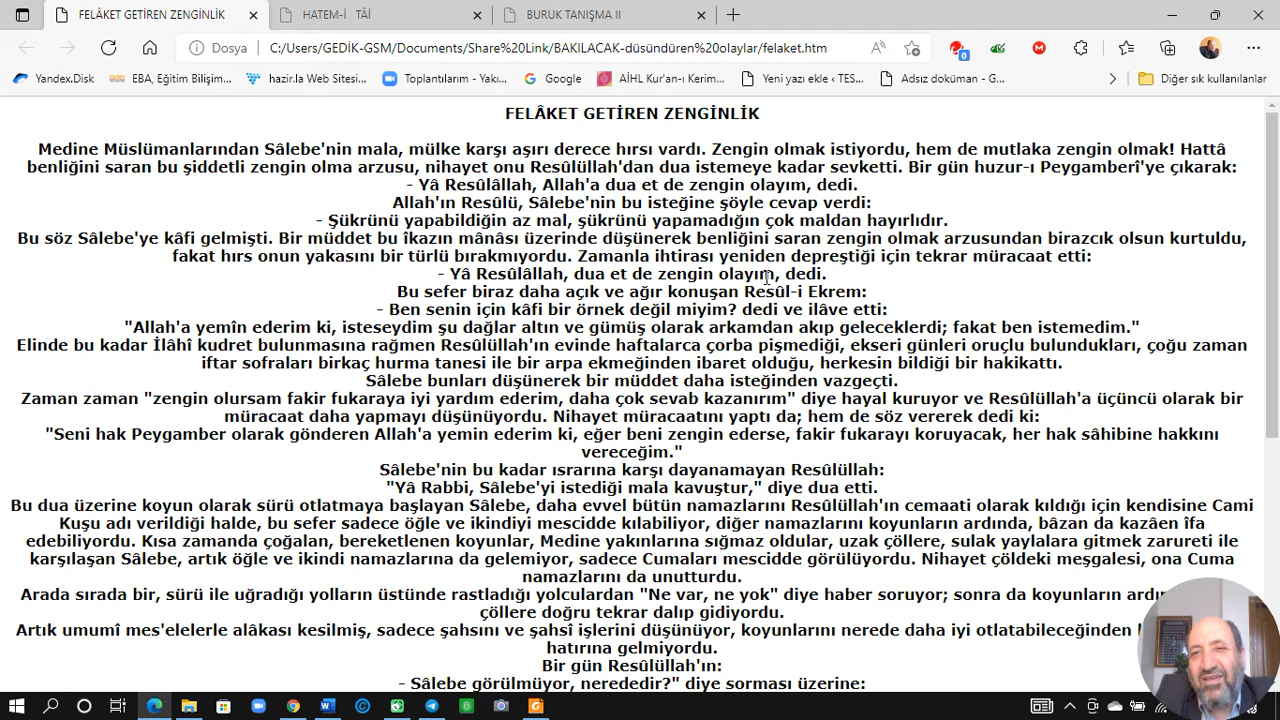 FELÂKET GETİREN ZENGİNLİK
HATEM-İ TÂİ
BURUK TANIŞMA II
Dosya
C:/Users/GEDİK-GSM/Documents/Share%20Link/BAKILACAK-düsündüren%20olaylar/felaket.htm
Yandex.Disk
EBA, Eğitim Bilişim...
hazir.la Web Sitesi...
Toplantılarım - Yakı...
Google
AİHL Kur'an-ı Kerim...
Yeni yazı ekle ‹ TES...
Adsız doküman - G...
Diğer sık kullanılanlar
FELÂKET GETİREN ZENGİNLİK
Medine Müslümanlarından Sâlebe'nin mala, mülke karşı aşırı derece hırsı vardı. Zengin olmak istiyordu, hem de mutlaka zengin olmak! Hattâ
benliğini saran bu şiddetli zengin olma arzusu, nihayet onu Resûlüllah'dan dua istemeye kadar sevketti. Bir gün huzur-ı Peygamberî'ye çıkarak:
- Yâ Resûlâllah, Allah'a dua et de zengin olayım, dedi.
Allah'ın Resûlü, Sâlebe'nin bu isteğine şöyle cevap verdi:
- Şükrünü yapabildiğin az mal, şükrünü yapamadığın çok maldan hayırlıdır.
Bu söz Sâlebe'ye kâfi gelmişti. Bir müddet bu îkazın mânâsı üzerinde düşünerek benliğini saran zengin olmak arzusundan birazcık olsun kurtuldu,
fakat hırs onun yakasını bir türlü bırakmıyordu. Zamanla ihtirası yeniden depreştiği için tekrar müracaat etti:
- Yâ Resûlâllah, dua et de zengin olayım, dedi.
Bu sefer biraz daha açık ve ağır konuşan Resûl-i Ekrem:
- Ben senin için kâfi bir örnek değil miyim? dedi ve ilâve etti:
"Allah'a yemîn ederim ki, isteseydim şu dağlar altın ve gümüş olarak arkamdan akıp geleceklerdi; fakat ben istemedim."
Elinde bu kadar İlâhî kudret bulunmasına rağmen Resûlüllah'ın evinde haftalarca çorba pişmediği, ekseri günleri oruçlu bulundukları, çoğu zaman
iftar sofraları birkaç hurma tanesi ile bir arpa ekmeğinden ibaret olduğu, herkesin bildiği bir hakikattı.
Sâlebe bunları düşünerek bir müddet daha isteğinden vazgeçti.
Zaman zaman "zengin olursam fakir fukaraya iyi yardım ederim, daha çok sevab kazanırım" diye hayal kuruyor ve Resûlüllah'a üçüncü olarak bir
müracaat daha yapmayı düşünüyordu. Nihayet müracaatını yaptı da; hem de söz vererek dedi ki:
"Seni hak Peygamber olarak gönderen Allah'a yemin ederim ki, eğer beni zengin ederse, fakir fukarayı koruyacak, her hak sâhibine hakkını
vereceğim."
Sâlebe'nin bu kadar ısrarına karşı dayanamayan Resûlüllah:
"Yâ Rabbi, Sâlebe'yi istediği mala kavuştur," diye dua etti.
Bu dua üzerine koyun olarak sürü otlatmaya başlayan Sâlebe, daha evvel bütün namazlarını Resûlüllah'ın cemaati olarak kıldığı için kendisine Cami
Kuşu adı verildiği halde, bu sefer sadece öğle ve ikindiyi mescidde kılabiliyor, diğer namazlarını koyunların ardında, bâzan da kazâen îfa
edebiliyordu. Kısa zamanda çoğalan, bereketlenen koyunlar, Medine yakınlarına sığmaz oldular, uzak çöllere, sulak yaylalara gitmek zarureti ile
karşılaşan Sâlebe, artık öğle ve ikindi namazlarına da gelemiyor, sadece Cumaları mescidde görülüyordu. Nihayet çöldeki meşgalesi, ona Cuma
namazlarını da unutturdu.
Arada sırada bir, sürü ile uğradığı yolların üstünde rastladığı yolculardan "Ne var, ne yok" diye haber soruyor; sonra da koyunların
çöllere doğru tekrar dalıp gidiyordu.
Artık umumî mes'elelerle alâkası kesilmiş, sadece şahsını ve şahsî işlerini düşünüyor, koyunlarını nerede daha iyi otlatabileceğinden
hatırına gelmiyordu.
Bir gün Resûlüllah'ın:
- Sâlebe görülmüyor, nerededir?" diye sorması üzerine: